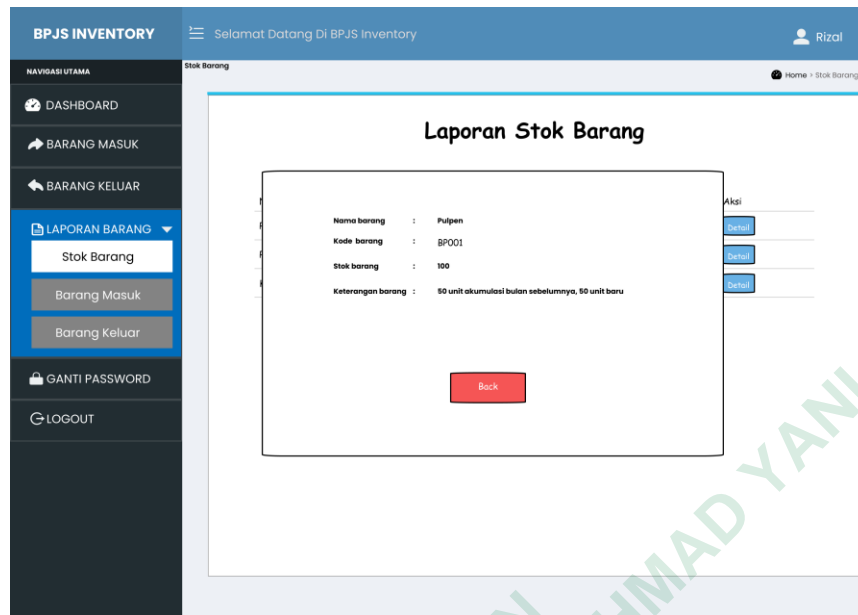 BPJS INVENTORY
Selamat Datang Di BPJS Inventory
Rizal
NAVIGASI UTAMA
Stok Barang
Home > Stok Barang
DASHBOARD
BARANG MASUK
BARANG KELUAR
LAPORAN BARANG
Stok Barang
Barang Masuk
Barang Keluar
GANTI PASSWORD
LOGOUT
Laporan Stok Barang
Aksi
Detail
Detail
Detail
Nama barang : Pulpen
Kode barang : BP001
Stok barang : 100
Keterangan barang : 50 unit akumulasi bulan sebelumnya, 50 unit baru
Back
YANI